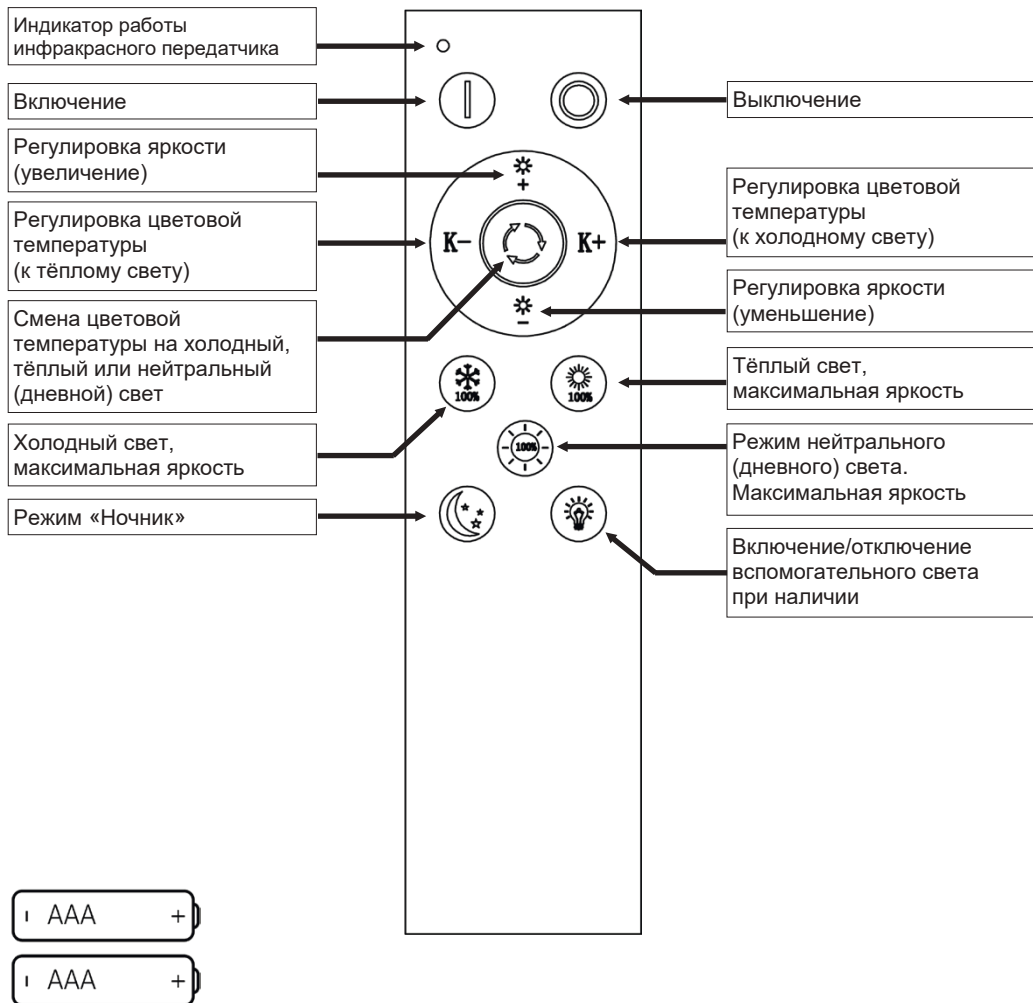 Индикатор работы
инфракрасного передатчика
Включение
Регулировка яркости
(увеличение)
Регулировка цветовой
температуры
(к тёплому свету)
Смена цветовой
температуры на холодный,
тёплый или нейтральный
(дневной) свет
Холодный свет,
максимальная яркость
Режим «Ночник»
+
K−
K+
−
100%
100%
100%
Выключение
Регулировка цветовой
температуры
(к холодному свету)
Регулировка яркости
(уменьшение)
Тёплый свет,
максимальная яркость
Режим нейтрального
(дневного) света.
Максимальная яркость
Включение/отключение
вспомогательного света
при наличии
− AAA +
− AAA +